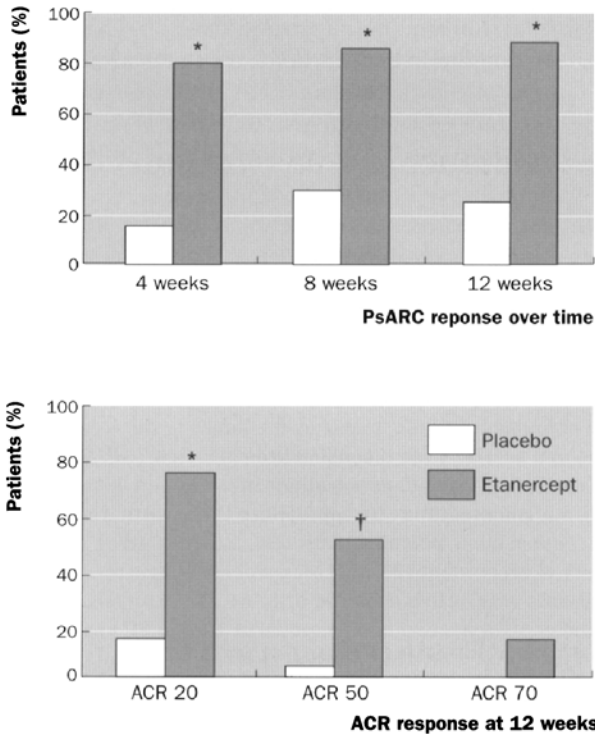 Patients (%)
100
80
60
40
20
0
*
*
*
4 weeks
8 weeks
12 weeks
PsARC reponse over time
Patients (%)
100
80
60
40
20
0
*
†
Placebo
Etanercept
ACR 20
ACR 50
ACR 70
ACR response at 12 weeks